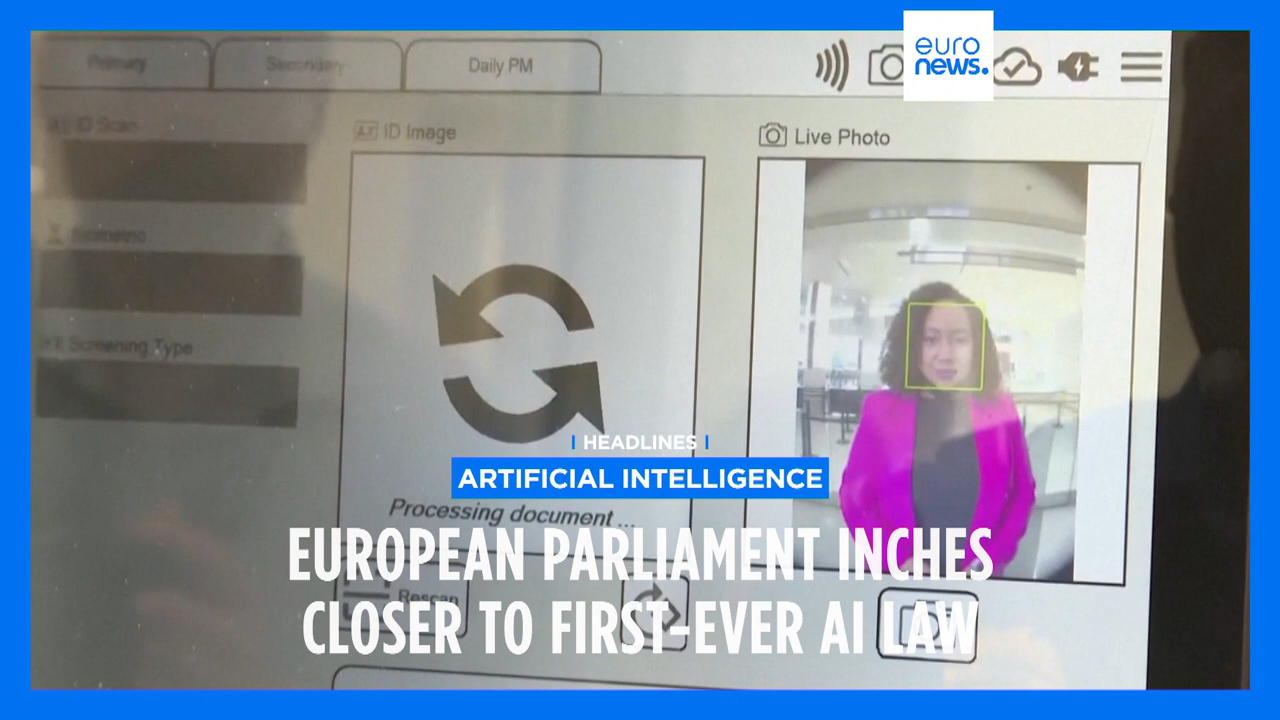 euro
news.
Primary
Secondary
Daily PM
ID Scan
ID Image
Live Photo
Biometric
Screening Type
HEADLINES
ARTIFICIAL INTELLIGENCE
Processing document ...
EUROPEAN PARLIAMENT INCHES
Rescan
CLOSER TO FIRST-EVER AI LAW